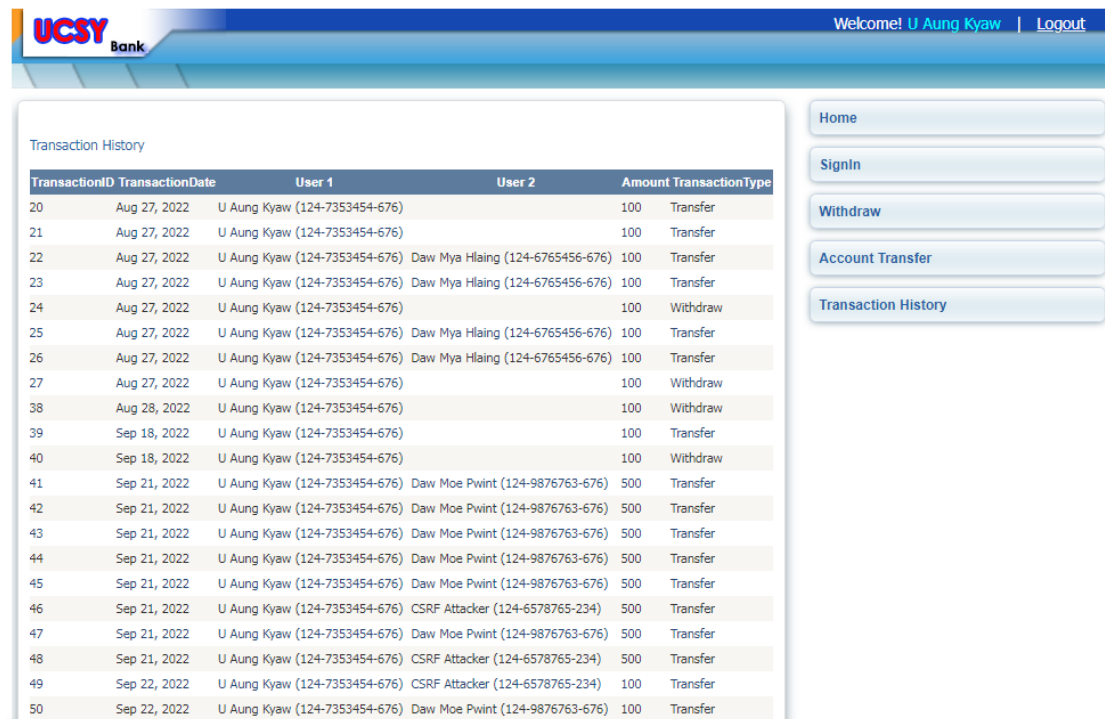 UCSY Bank
Welcome! U Aung Kyaw | Logout
Transaction History
TransactionID TransactionDate User 1 User 2 Amount TransactionType
20 Aug 27, 2022 U Aung Kyaw (124-7353454-676) 100 Transfer
21 Aug 27, 2022 U Aung Kyaw (124-7353454-676) 100 Transfer
22 Aug 27, 2022 U Aung Kyaw (124-7353454-676) Daw Mya Hlaing (124-6765456-676) 100 Transfer
23 Aug 27, 2022 U Aung Kyaw (124-7353454-676) Daw Mya Hlaing (124-6765456-676) 100 Transfer
24 Aug 27, 2022 U Aung Kyaw (124-7353454-676) 100 Withdraw
25 Aug 27, 2022 U Aung Kyaw (124-7353454-676) Daw Mya Hlaing (124-6765456-676) 100 Transfer
26 Aug 27, 2022 U Aung Kyaw (124-7353454-676) Daw Mya Hlaing (124-6765456-676) 100 Transfer
27 Aug 27, 2022 U Aung Kyaw (124-7353454-676) 100 Withdraw
38 Aug 28, 2022 U Aung Kyaw (124-7353454-676) 100 Withdraw
39 Sep 18, 2022 U Aung Kyaw (124-7353454-676) 100 Transfer
40 Sep 18, 2022 U Aung Kyaw (124-7353454-676) 100 Withdraw
41 Sep 21, 2022 U Aung Kyaw (124-7353454-676) Daw Moe Pwint (124-9876763-676) 500 Transfer
42 Sep 21, 2022 U Aung Kyaw (124-7353454-676) Daw Moe Pwint (124-9876763-676) 500 Transfer
43 Sep 21, 2022 U Aung Kyaw (124-7353454-676) Daw Moe Pwint (124-9876763-676) 500 Transfer
44 Sep 21, 2022 U Aung Kyaw (124-7353454-676) Daw Moe Pwint (124-9876763-676) 500 Transfer
45 Sep 21, 2022 U Aung Kyaw (124-7353454-676) Daw Moe Pwint (124-9876763-676) 500 Transfer
46 Sep 21, 2022 U Aung Kyaw (124-7353454-676) CSRF Attacker (124-6578765-234) 500 Transfer
47 Sep 21, 2022 U Aung Kyaw (124-7353454-676) Daw Moe Pwint (124-9876763-676) 500 Transfer
48 Sep 21, 2022 U Aung Kyaw (124-7353454-676) CSRF Attacker (124-6578765-234) 500 Transfer
49 Sep 22, 2022 U Aung Kyaw (124-7353454-676) CSRF Attacker (124-6578765-234) 100 Transfer
50 Sep 22, 2022 U Aung Kyaw (124-7353454-676) Daw Moe Pwint (124-9876763-676) 100 Transfer
Home
SignIn
Withdraw
Account Transfer
Transaction History